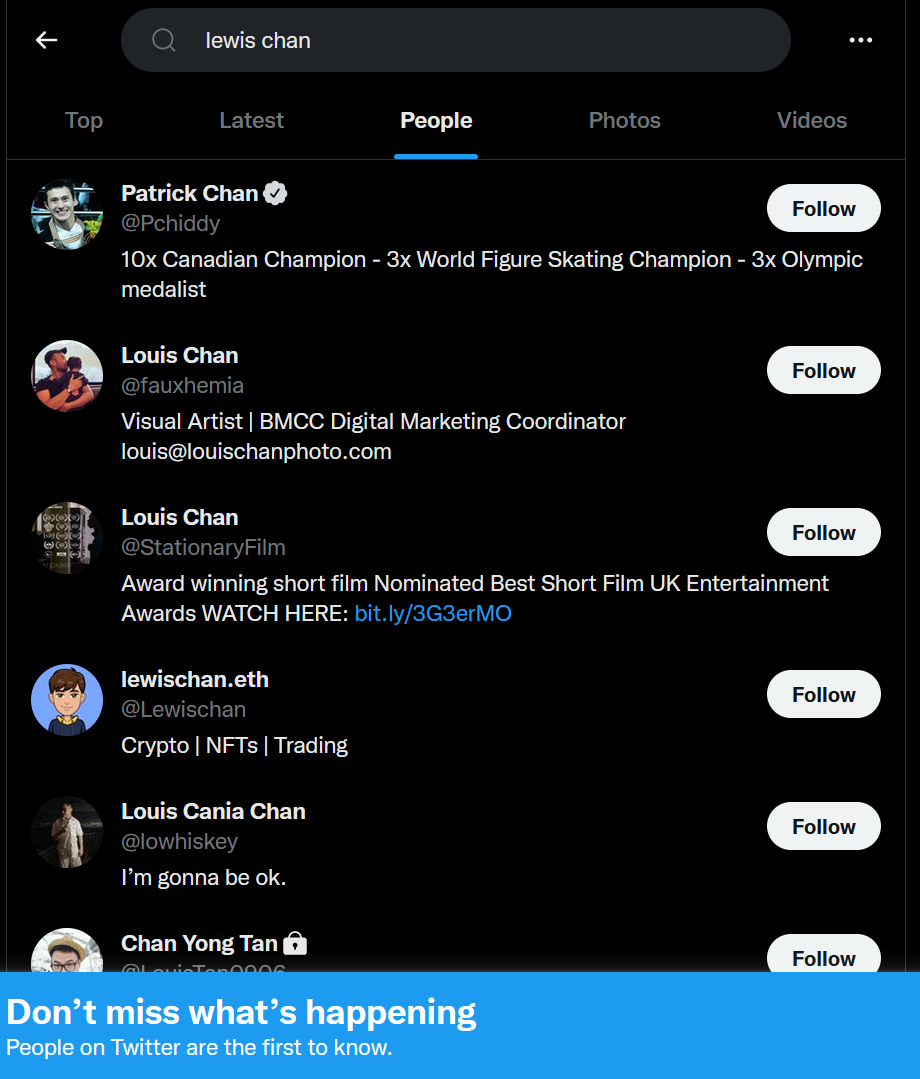 lewis chan
Top Latest People Photos Videos
Patrick Chan
Follow
@Pchiddy
10x Canadian Champion - 3x World Figure Skating Champion - 3x Olympic
medalist
Louis Chan
Follow
@fauxhemia
Visual Artist | BMCC Digital Marketing Coordinator
louis@louischanphoto.com
Louis Chan
Follow
@StationaryFilm
Award winning short film Nominated Best Short Film UK Entertainment
Awards WATCH HERE: bit.ly/3G3erMO
lewischan.eth
Follow
@Lewischan
Crypto | NFTs | Trading
Louis Cania Chan
Follow
@lowhiskey
I’m gonna be ok.
Chan Yong Tan
Follow
Don’t miss what’s happening
People on Twitter are the first to know.